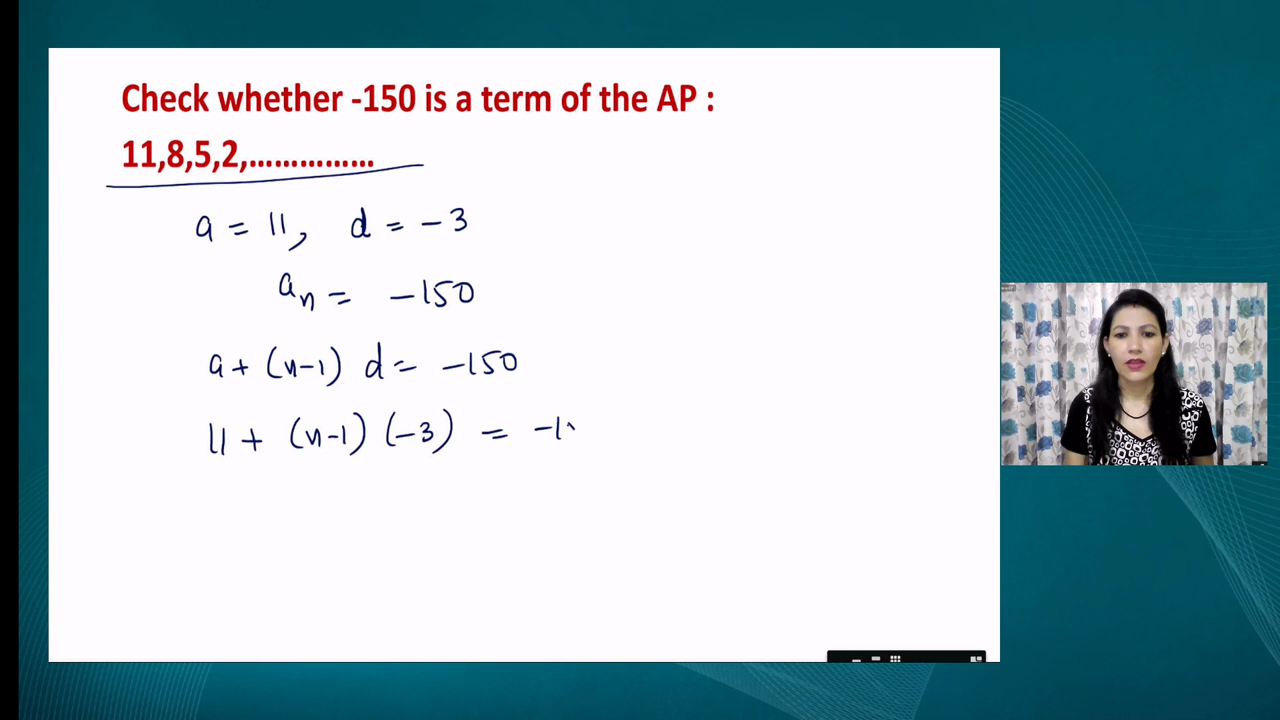 Check whether -150 is a term of the AP :
11,8,5,2,...............
a = 11, d = -3
an = -150
a + (n-1) d = -150
11 + (n-1) (-3) = -1